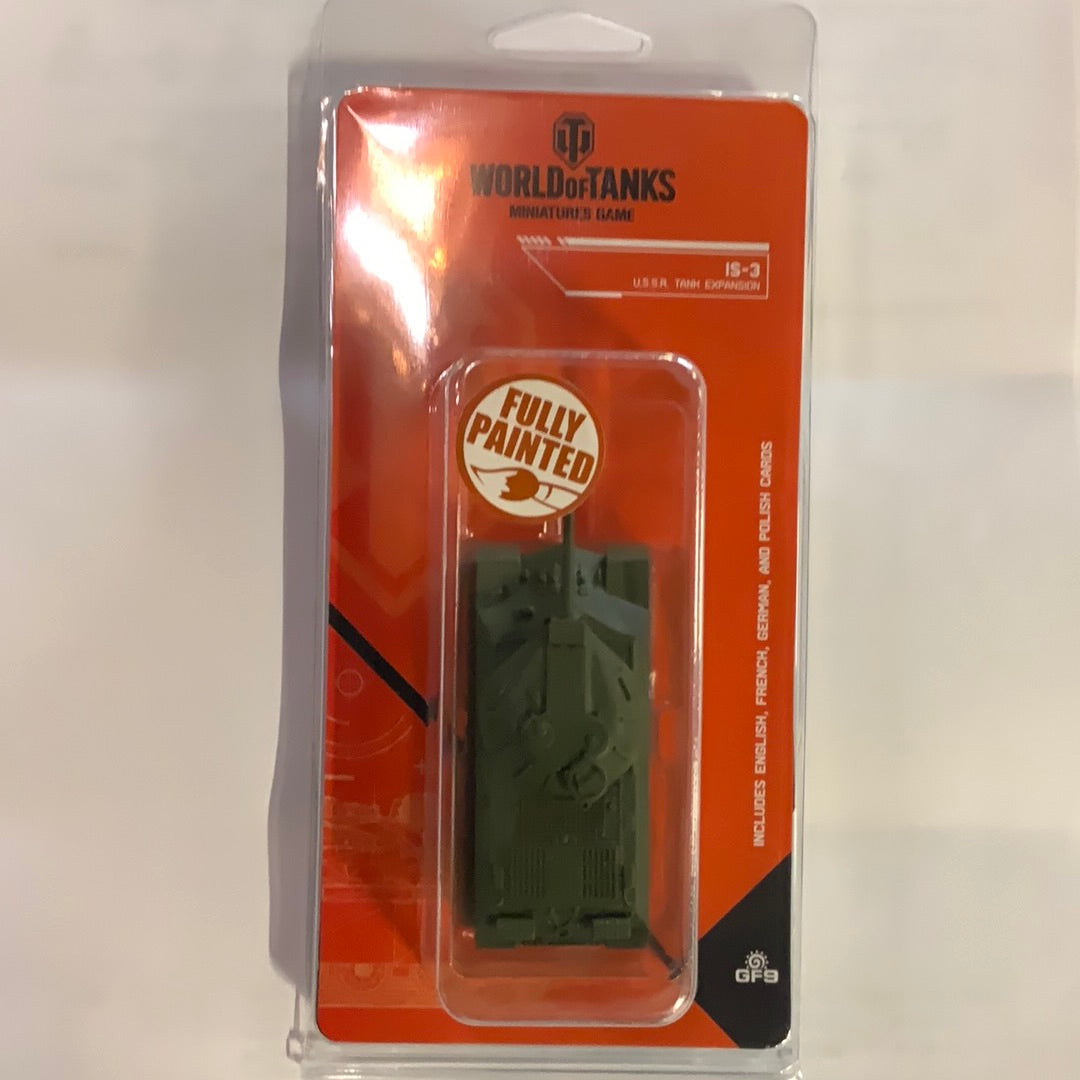 WORLD OF TANKS
MINIATURES GAME
IS-3
U.S.S.R. TANK EXPANSION
FULLY
PAINTED
INCLUDES ENGLISH, FRENCH, GERMAN, AND POLISH CARDS
GF9